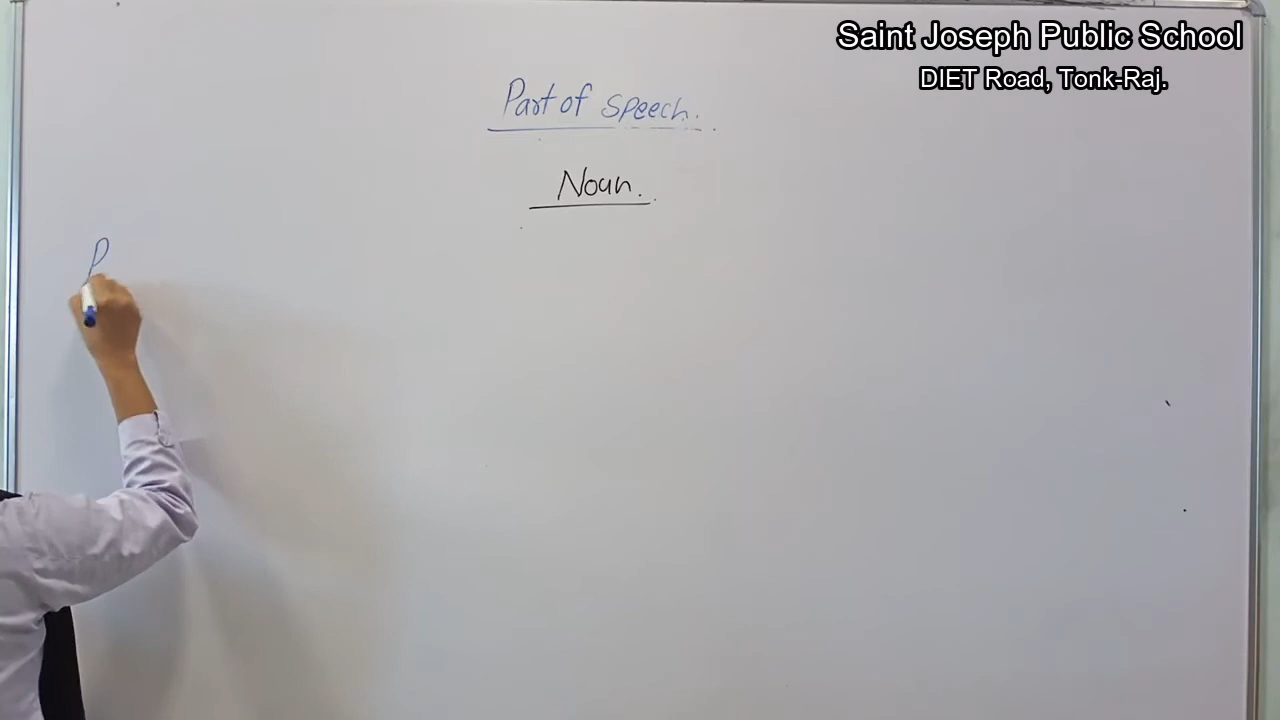 Saint Joseph Public School
DIET Road, Tonk-Raj.
Part of speech.
Noun.
P